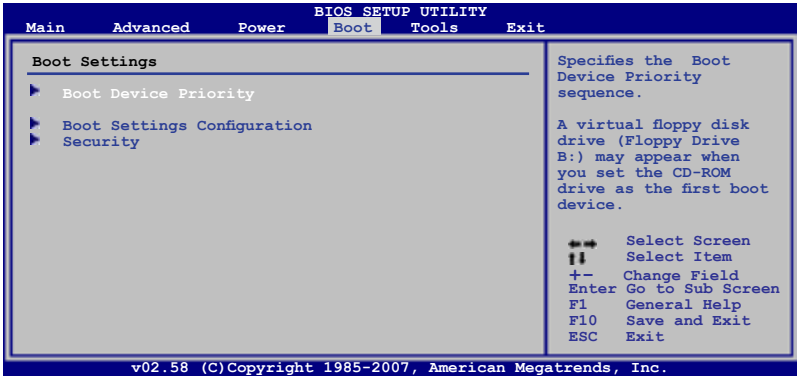 BIOS SETUP UTILITY
Main Advanced Power Boot Tools Exit
Boot Settings
Boot Device Priority
Boot Settings Configuration
Security
Specifies the Boot
Device Priority
sequence.
A virtual floppy disk
drive (Floppy Drive
B:) may appear when
you set the CD-ROM
drive as the first boot
device.
Select Screen
Select Item
+- Change Field
Enter Go to Sub Screen
F1 General Help
F10 Save and Exit
ESC Exit
v02.58 (C)Copyright 1985-2007, American Megatrends, Inc.